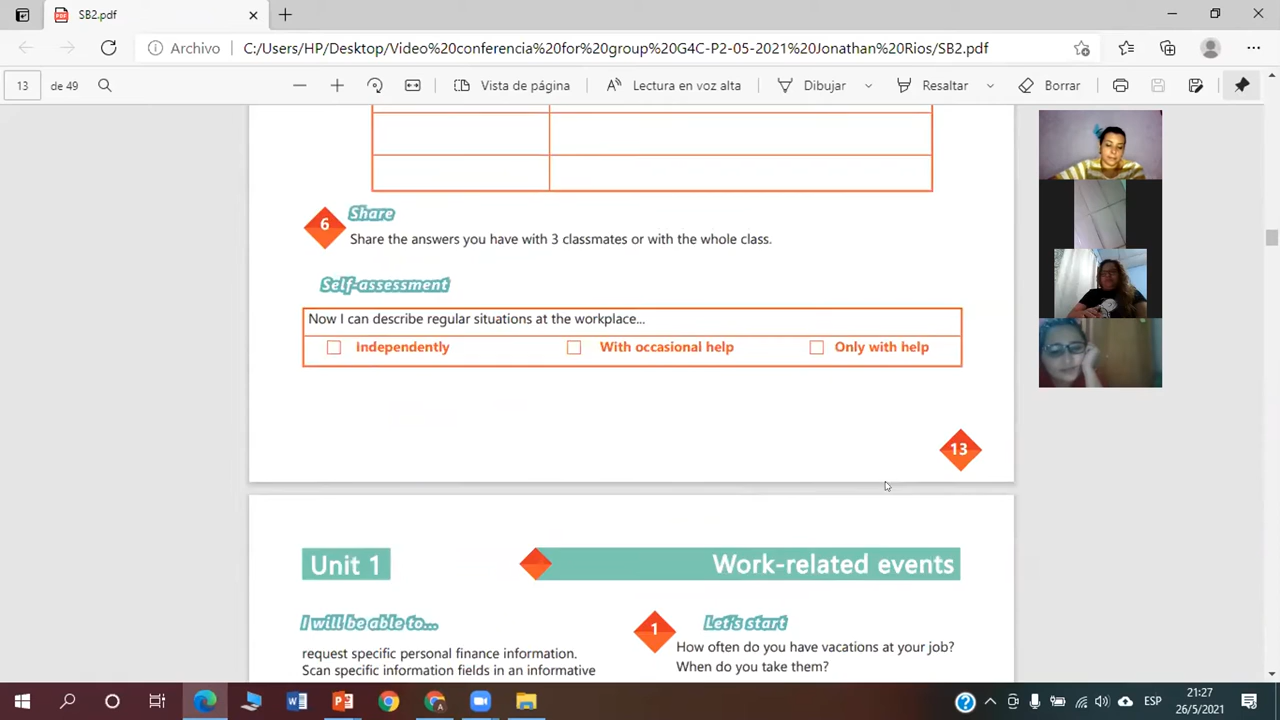 SB2.pdf
Archivo
C:/Users/HP/Desktop/Video%20conferencia%20for%20group%20G4C-P2-05-2021%20Jonathan%20Rios/SB2.pdf
13 de 49
Vista de página
Lectura en voz alta
Dibujar
Resaltar
Borrar
6
Share
Share the answers you have with 3 classmates or with the whole class.
Self-assessment
Now I can describe regular situations at the workplace...
Independently
With occasional help
Only with help
13
Unit 1
Work-related events
I will be able to...
request specific personal finance information.
Scan specific information fields in an informative
1
Let's start
How often do you have vacations at your job?
When do you take them?
ESP
21:27
26/5/2021